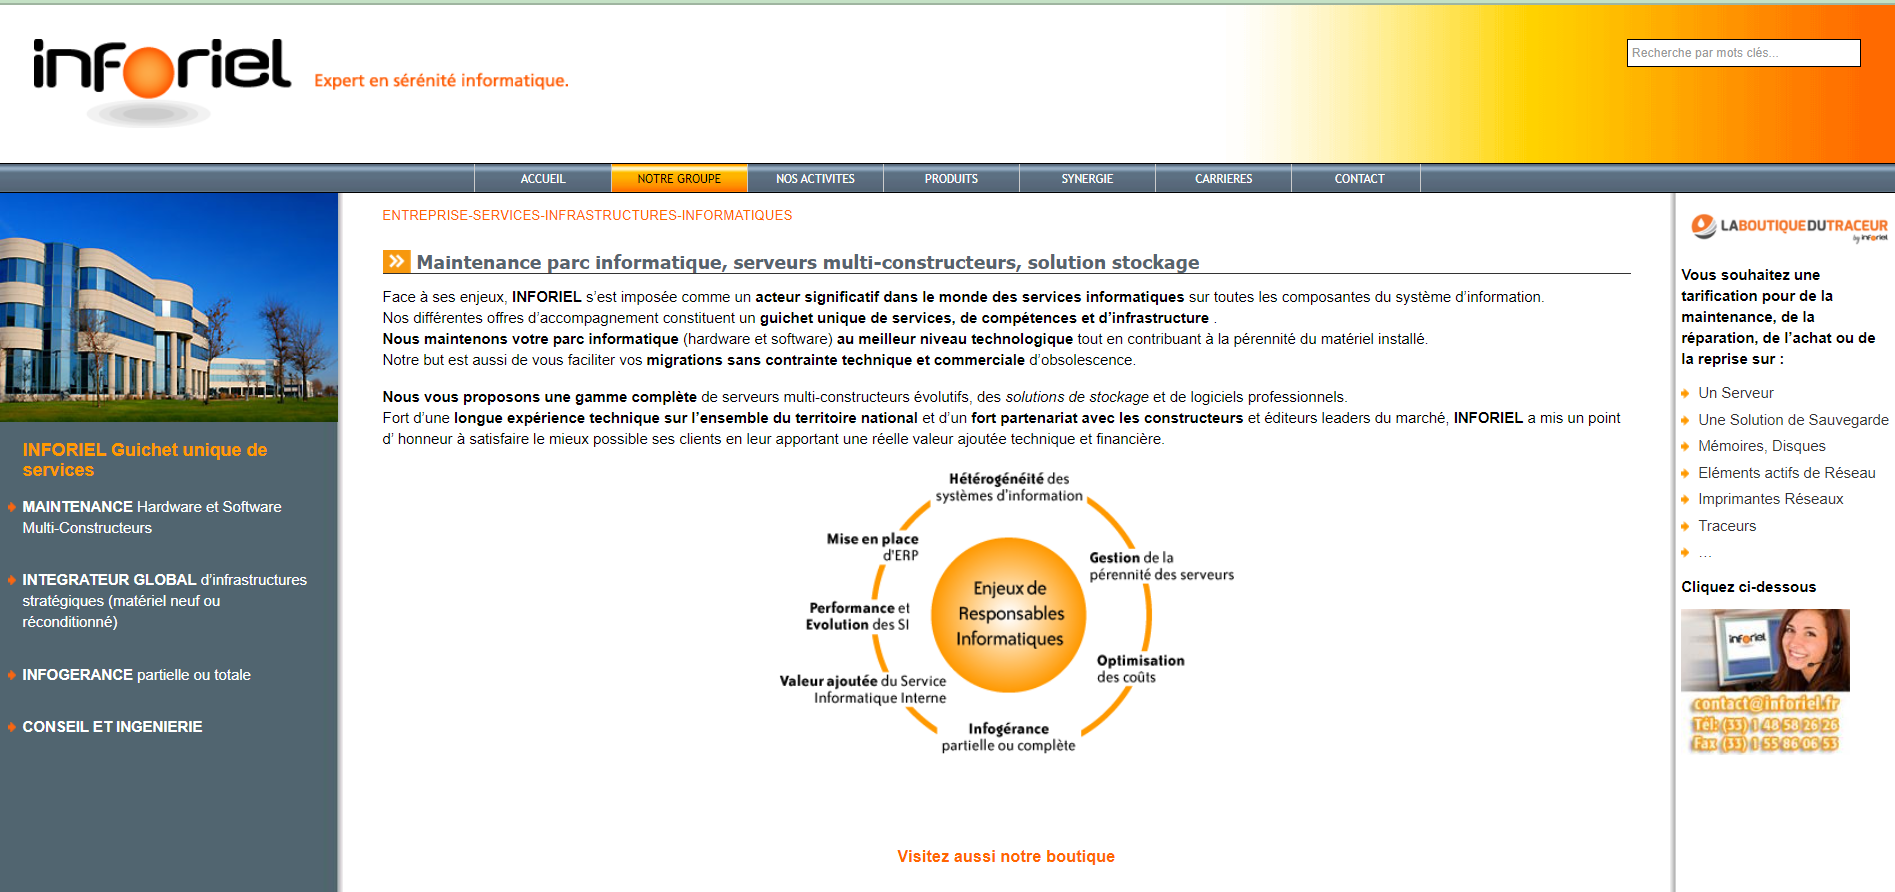 inforiel
Expert en sérénité informatique.
Recherche par mots clés...
ACCUEIL
NOTRE GROUPE
NOS ACTIVITES
PRODUITS
SYNERGIE
CARRIERES
CONTACT
INFORIEL Guichet unique de
services
MAINTENANCE Hardware et Software
Multi-Constructeurs
INTEGRATEUR GLOBAL d’infrastructures
stratégiques (matériel neuf ou
réconditionné)
INFOGERANCE partielle ou totale
CONSEIL ET INGENIERIE
ENTREPRISE-SERVICES-INFRASTRUCTURES-INFORMATIQUES
Maintenance parc informatique, serveurs multi-constructeurs, solution stockage
Face à ses enjeux, INFORIEL s’est imposée comme un acteur significatif dans le monde des services informatiques sur toutes les composantes du système d’information.
Nos différentes offres d’accompagnement constituent un guichet unique de services, de compétences et d’infrastructure .
Nous maintenons votre parc informatique (hardware et software) au meilleur niveau technologique tout en contribuant à la pérennité du matériel installé.
Notre but est aussi de vous faciliter vos migrations sans contrainte technique et commerciale d’obsolescence.
Nous vous proposons une gamme complète de serveurs multi-constructeurs évolutifs, des solutions de stockage et de logiciels professionnels.
Fort d’une longue expérience technique sur l’ensemble du territoire national et d’un fort partenariat avec les constructeurs et éditeurs leaders du marché, INFORIEL a mis un point
d’ honneur à satisfaire le mieux possible ses clients en leur apportant une réelle valeur ajoutée technique et financière.
Hétérogénéité des
systèmes d'information
Mise en place
d'ERP
Gestion de la
pérennité des serveurs
Enjeux de
Responsables
Informatiques
Performance et
Evolution des SI
Optimisation
des coûts
Valeur ajoutée du Service
Informatique Interne
Infogérance
partielle ou complète
Visitez aussi notre boutique
LABOUTIQUEDUTRACEUR
by inforiel
Vous souhaitez une
tarification pour de la
maintenance, de la
réparation, de l’achat ou de
la reprise sur :
Un Serveur
Une Solution de Sauvegarde
Mémoires, Disques
Eléments actifs de Réseau
Imprimantes Réseaux
Traceurs
…
Cliquez ci-dessous
inforiel
contact@inforiel.fr
Tél: (33) 1 48 58 26 26
Fax (33) 1 55 86 06 53